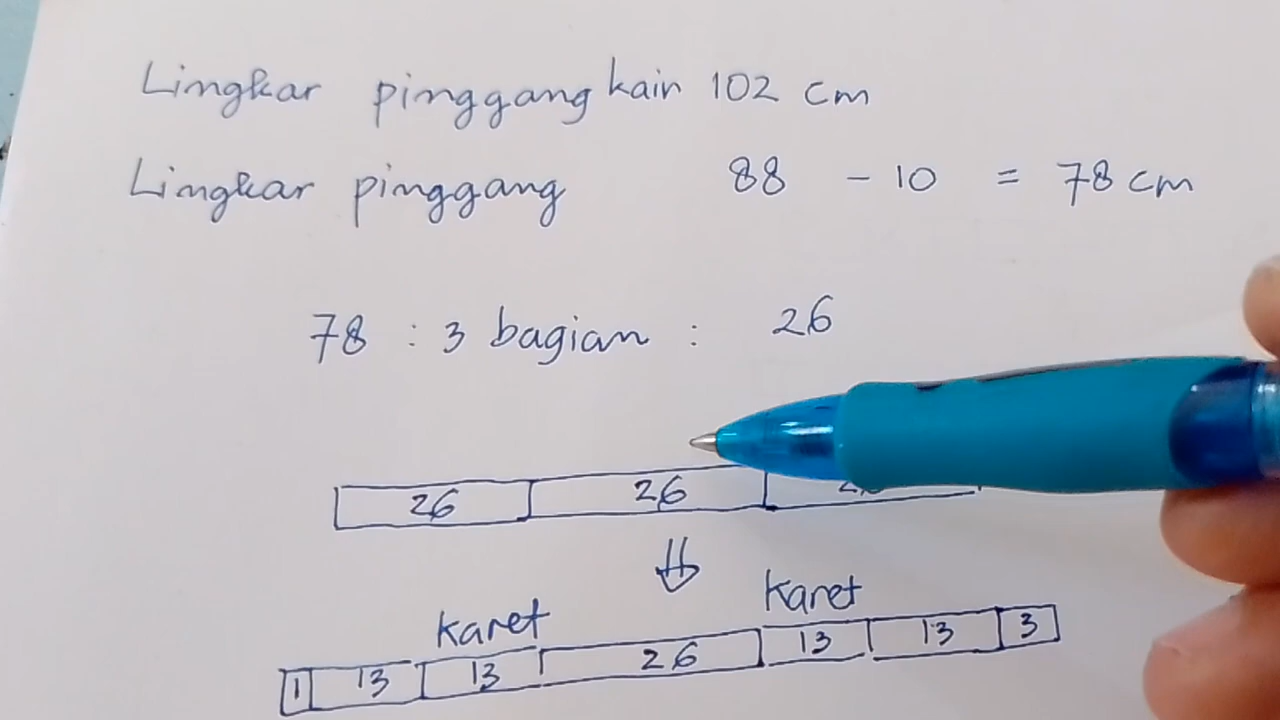 Lingkar pinggang kain 102 cm
Lingkar pinggang 88 - 10 = 78 cm
78 : 3 bagian : 26
26 26
Karet Karet
1 13 13 26 13 13 3